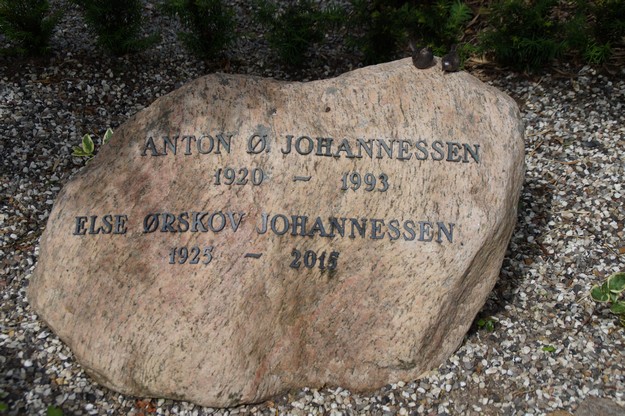 ANTON Ø JOHANNESSEN
1920 – 1993
ELSE ØRSKOV JOHANNESSEN
1925 – 2015